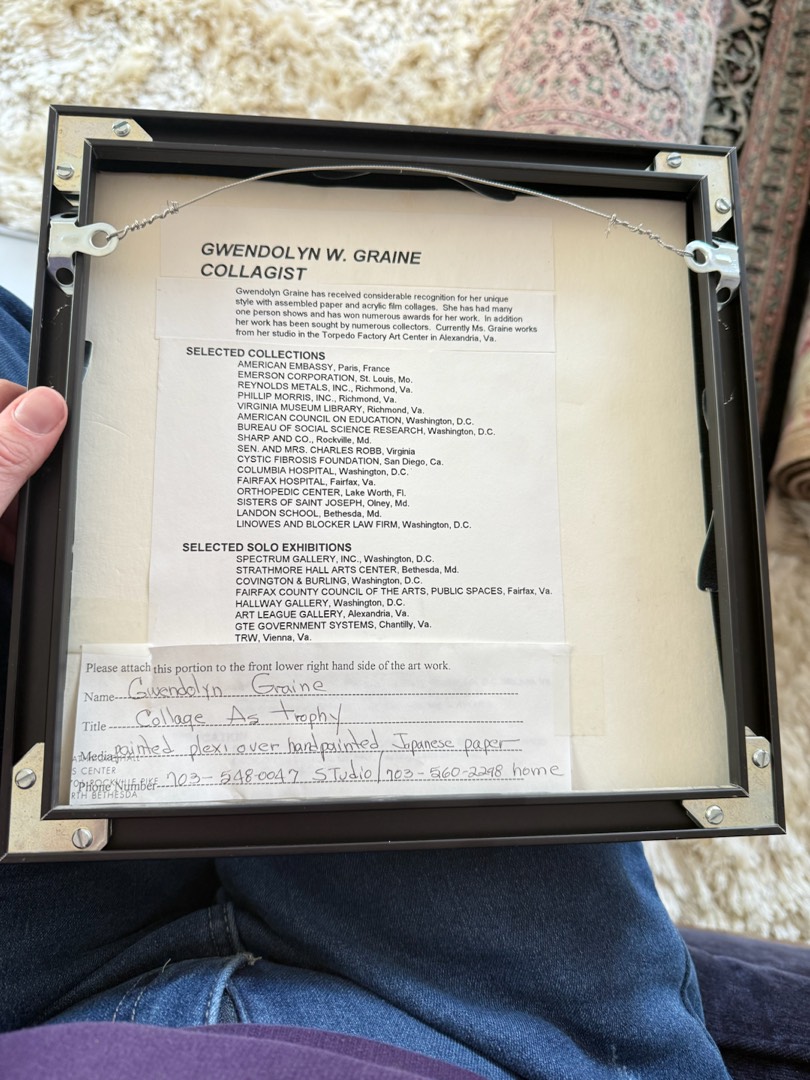 GWENDOLYN W. GRAINE
COLLAGIST
Gwendolyn Graine has received considerable recognition for her unique
style with assembled paper and acrylic film collages. She has had many
one person shows and has won numerous awards for her work. In addition
her work has been sought by numerous collectors. Currently Ms. Graine works
from her studio in the Torpedo Factory Art Center in Alexandria, Va.
SELECTED COLLECTIONS
AMERICAN EMBASSY, Paris, France
EMERSON CORPORATION, St. Louis, Mo.
REYNOLDS METALS, INC., Richmond, Va.
PHILLIP MORRIS, INC., Richmond, Va.
VIRGINIA MUSEUM LIBRARY, Richmond, Va.
AMERICAN COUNCIL ON EDUCATION, Washington, D.C.
BUREAU OF SOCIAL SCIENCE RESEARCH, Washington, D.C.
SHARP AND CO., Rockville, Md.
SEN. AND MRS. CHARLES ROBB, Virginia
CYSTIC FIBROSIS FOUNDATION, San Diego, Ca.
COLUMBIA HOSPITAL, Washington, D.C.
FAIRFAX HOSPITAL, Fairfax, Va.
ORTHOPEDIC CENTER, Lake Worth, Fl.
SISTERS OF SAINT JOSEPH, Olney, Md.
LANDON SCHOOL, Bethesda, Md.
LINOWES AND BLOCKER LAW FIRM, Washington, D.C.
SELECTED SOLO EXHIBITIONS
SPECTRUM GALLERY, INC., Washington, D.C.
STRATHMORE HALL ARTS CENTER, Bethesda, Md.
COVINGTON & BURLING, Washington, D.C.
FAIRFAX COUNTY COUNCIL OF THE ARTS, PUBLIC SPACES, Fairfax, Va.
HALLWAY GALLERY, Washington, D.C.
ART LEAGUE GALLERY, Alexandria, Va.
GTE GOVERNMENT SYSTEMS, Chantilly, Va.
TRW, Vienna, Va.
Please attach this portion to the front lower right hand side of the art work.
Name Gwendolyn Graine
Title Collage As Trophy
Media painted plexi over handpainted Japanese paper
S CENTER
Phone Number 703-548-0047 Studio/703-560-2298 home
ROCKVILLE PIKE
RTH BETHESDA